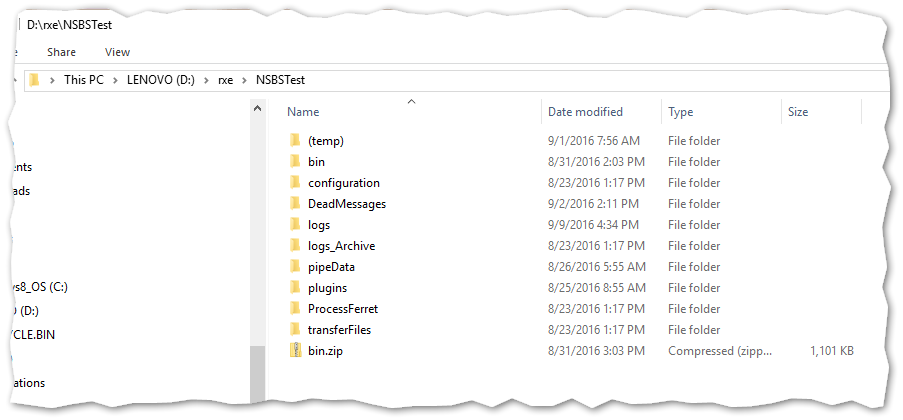 D:\rxe\NSBSTest
Share View
This PC > LENOVO (D:) > rxe > NSBSTest
Name Date modified Type Size
(temp) 9/1/2016 7:56 AM File folder
bin 8/31/2016 2:03 PM File folder
ents
configuration 8/23/2016 1:17 PM File folder
ads
DeadMessages 9/2/2016 2:11 PM File folder
logs 9/9/2016 4:34 PM File folder
logs_Archive 8/23/2016 1:17 PM File folder
pipeData 8/26/2016 5:55 AM File folder
s8_OS (C:)
plugins 8/25/2016 8:55 AM File folder
(D:)
ProcessFerret 8/23/2016 1:17 PM File folder
YCLE.BIN
transferFiles 8/23/2016 1:17 PM File folder
bin.zip 8/31/2016 3:03 PM Compressed (zipp... 1,101 KB
ations